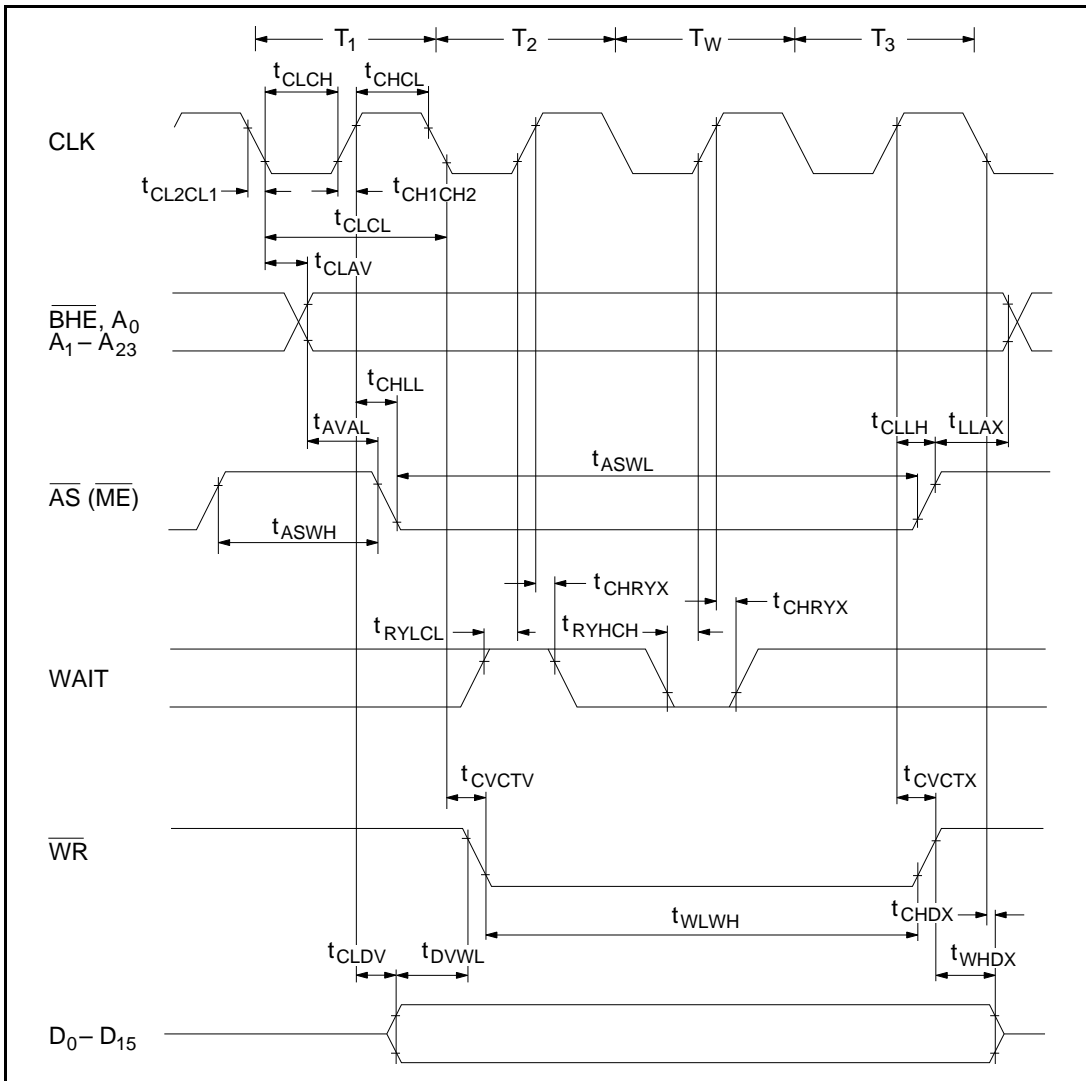 T1 T2 TW T3
tCLCH tCHCL
CLK
tCL2CL1 tCH1CH2
tCLCL
tCLAV
BHE, A0
A1 – A23
tCHLL
tAVAL tCLLH tLLAX
tASWL
AS (ME)
tASWH
tCHRYX tCHRYX
tRYLCL tRYHCH
WAIT
tCVCTV tCVCTX
WR
tCHDX
tWLWH
tCLDV tDVWL tWHDX
D0 – D15